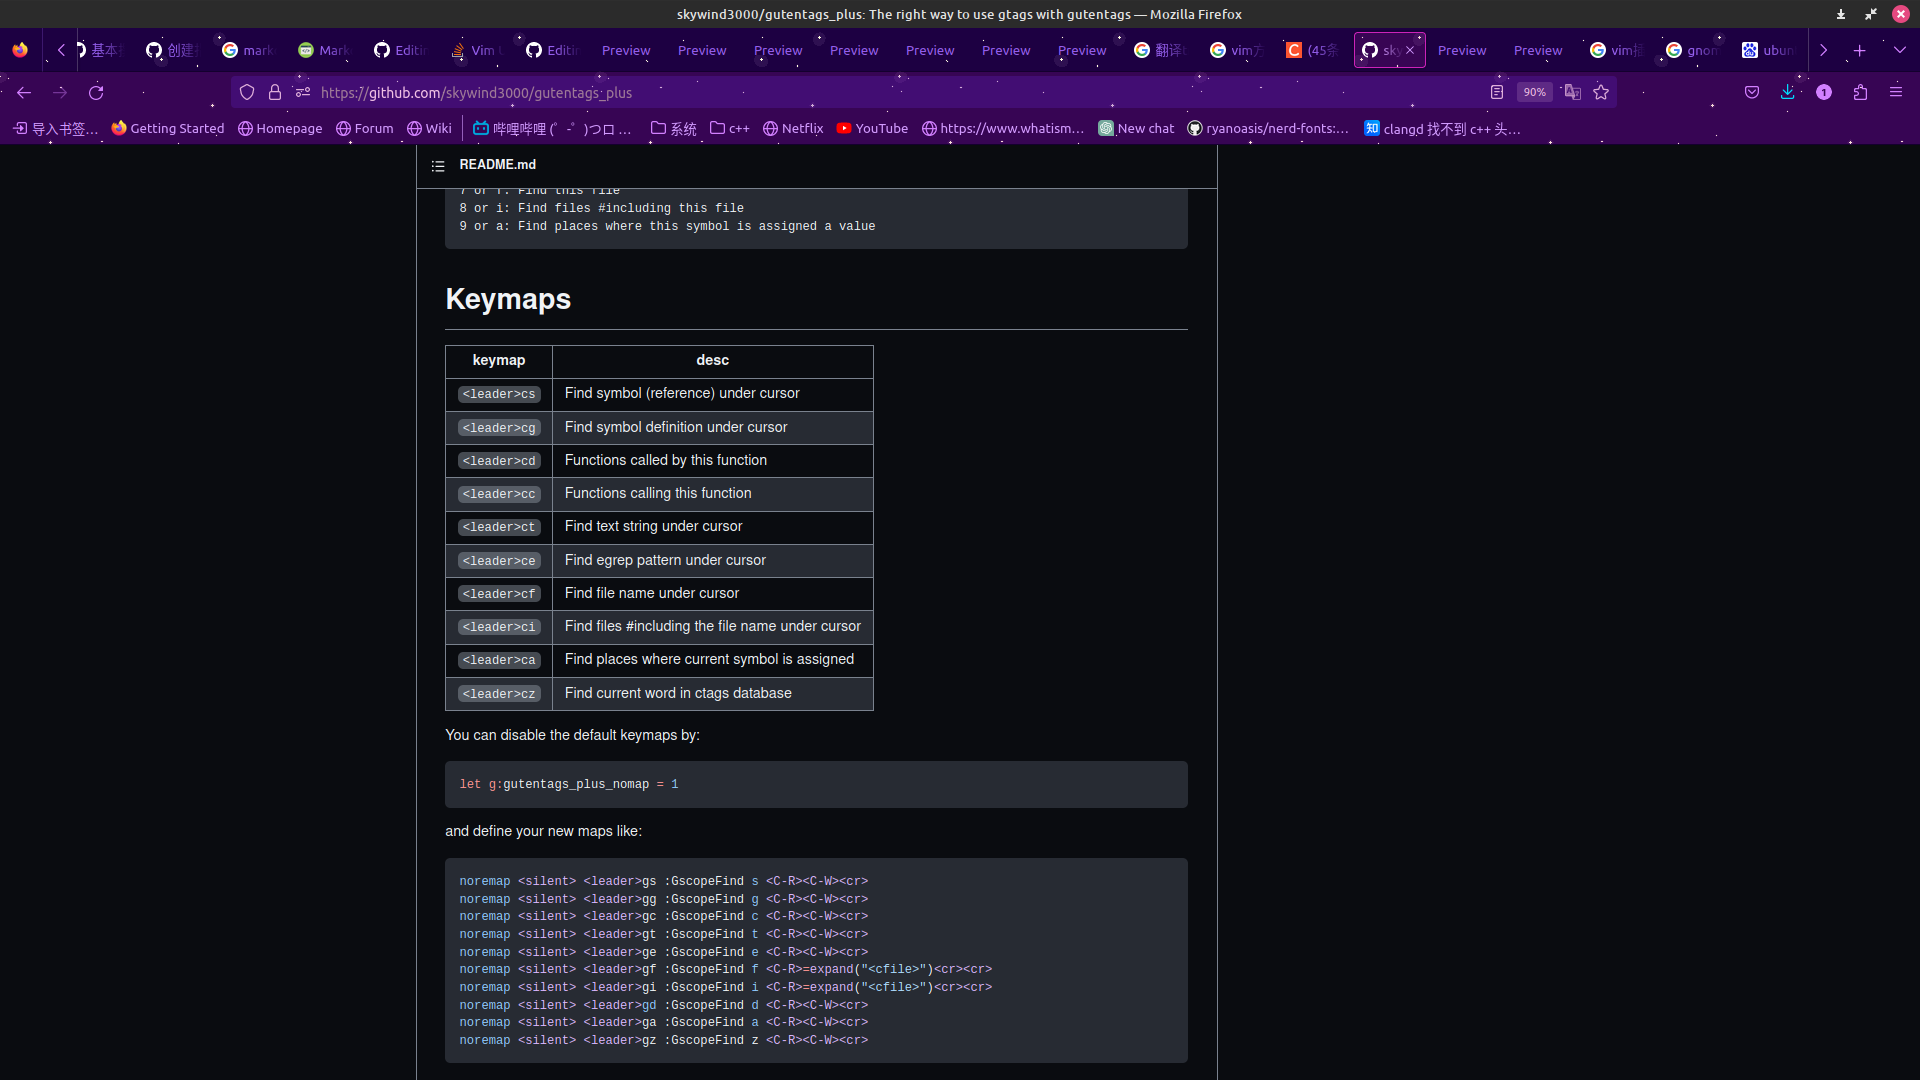 skywind3000/gutentags_plus: The right way to use gtags with gutentags — Mozilla Firefox
基本 创建 mark Mark Editi Vim Editi Preview Preview Preview Preview Preview Preview Preview 翻译 vim (45条 sky Preview Preview vim插 gno ubun
https://github.com/skywind3000/gutentags_plus 90% 1
导入书签… Getting Started Homepage Forum Wiki 哔哩哔哩 (゜-゜)つロ … 系统 c++ Netflix YouTube https://www.whatism… New chat ryanoasis/nerd-fonts:… 知 clangd 找不到 c++ 头…
README.md
7 or f: Find this file
8 or i: Find files #including this file
9 or a: Find places where this symbol is assigned a value
Keymaps
keymap desc
<leader>cs Find symbol (reference) under cursor
<leader>cg Find symbol definition under cursor
<leader>cd Functions called by this function
<leader>cc Functions calling this function
<leader>ct Find text string under cursor
<leader>ce Find egrep pattern under cursor
<leader>cf Find file name under cursor
<leader>ci Find files #including the file name under cursor
<leader>ca Find places where current symbol is assigned
<leader>cz Find current word in ctags database
You can disable the default keymaps by:
let g:gutentags_plus_nomap = 1
and define your new maps like:
noremap <silent> <leader>gs :GscopeFind s <C-R><C-W><cr>
noremap <silent> <leader>gg :GscopeFind g <C-R><C-W><cr>
noremap <silent> <leader>gc :GscopeFind c <C-R><C-W><cr>
noremap <silent> <leader>gt :GscopeFind t <C-R><C-W><cr>
noremap <silent> <leader>ge :GscopeFind e <C-R><C-W><cr>
noremap <silent> <leader>gf :GscopeFind f <C-R>=expand("<cfile>")<cr><cr>
noremap <silent> <leader>gi :GscopeFind i <C-R>=expand("<cfile>")<cr><cr>
noremap <silent> <leader>gd :GscopeFind d <C-R><C-W><cr>
noremap <silent> <leader>ga :GscopeFind a <C-R><C-W><cr>
noremap <silent> <leader>gz :GscopeFind z <C-R><C-W><cr>